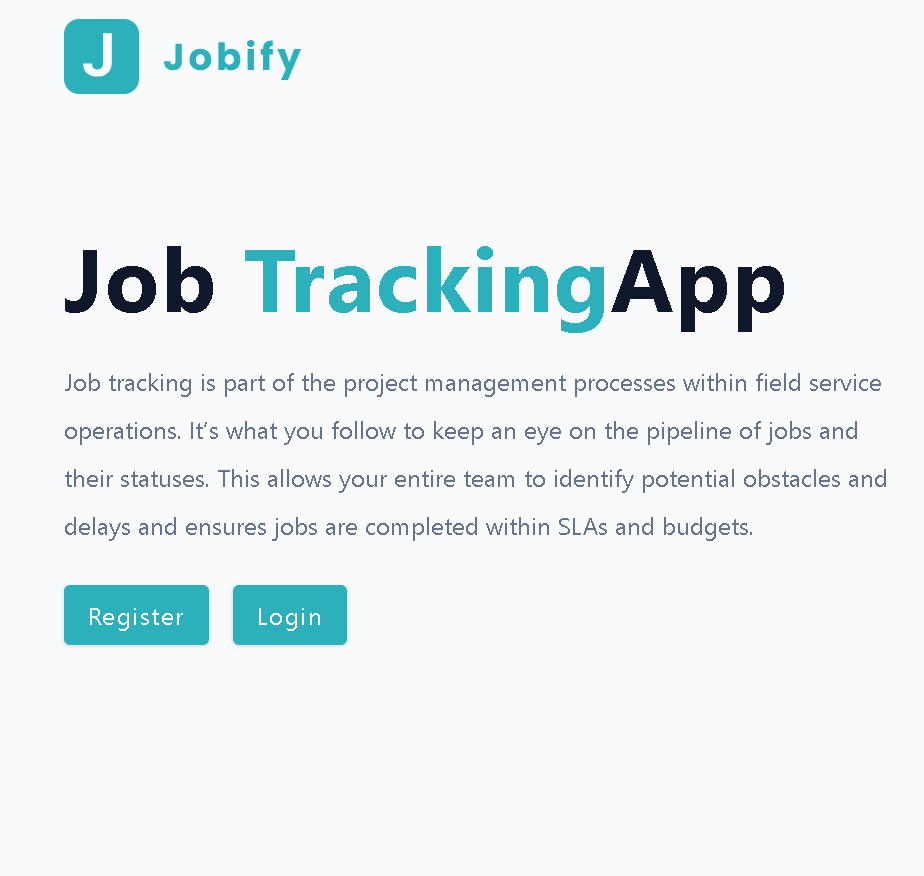 J Jobify
Job TrackingApp
Job tracking is part of the project management processes within field service
operations. It’s what you follow to keep an eye on the pipeline of jobs and
their statuses. This allows your entire team to identify potential obstacles and
delays and ensures jobs are completed within SLAs and budgets.
Register Login